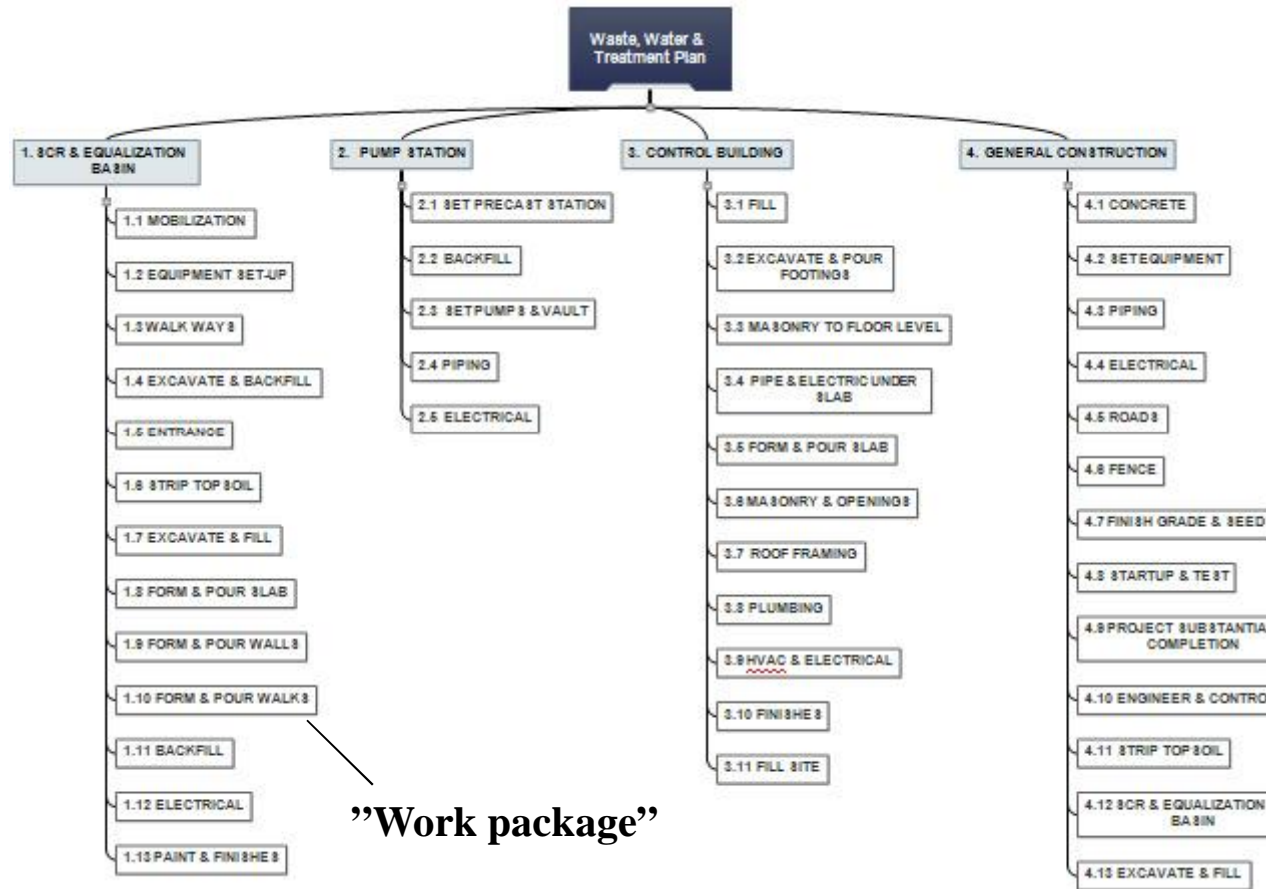 Waste, Water &
Treatment Plan
1. SCR & EQUALIZATION
BASIN
1.1 MOBILIZATION
1.2 EQUIPMENT SET-UP
1.3 WALK WAYS
1.4 EXCAVATE & BACKFILL
1.5 ENTRANCE
1.6 STRIP TOP SOIL
1.7 EXCAVATE & FILL
1.8 FORM & POUR SLAB
1.9 FORM & POUR WALLS
1.10 FORM & POUR WALKS
1.11 BACKFILL
1.12 ELECTRICAL
1.13 PAINT & FINISHES
2. PUMP STATION
2.1 SET PRECAST STATION
2.2 BACKFILL
2.3 SET PUMPS & VAULT
2.4 PIPING
2.5 ELECTRICAL
”Work package”
3. CONTROL BUILDING
3.1 FILL
3.2 EXCAVATE & POUR
FOOTINGS
3.3 MASONRY TO FLOOR LEVEL
3.4 PIPE & ELECTRIC UNDER
SLAB
3.5 FORM & POUR SLAB
3.6 MASONRY & OPENINGS
3.7 ROOF FRAMING
3.8 PLUMBING
3.9 HVAC & ELECTRICAL
3.10 FINISHES
3.11 FILL SITE
4. GENERAL CONSTRUCTION
4.1 CONCRETE
4.2 SET EQUIPMENT
4.3 PIPING
4.4 ELECTRICAL
4.5 ROADS
4.6 FENCE
4.7 FINISH GRADE & SEED
4.8 STARTUP & TEST
4.9 PROJECT SUBSTANTIA
COMPLETION
4.10 ENGINEER & CONTRO
4.11 STRIP TOP SOIL
4.12 SCR & EQUALIZATION
BASIN
4.13 EXCAVATE & FILL